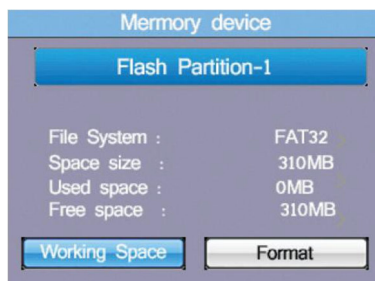 Mermory device
Flash Partition-1
File System : FAT32
Space size : 310MB
Used space : 0MB
Free space : 310MB
Working Space Format